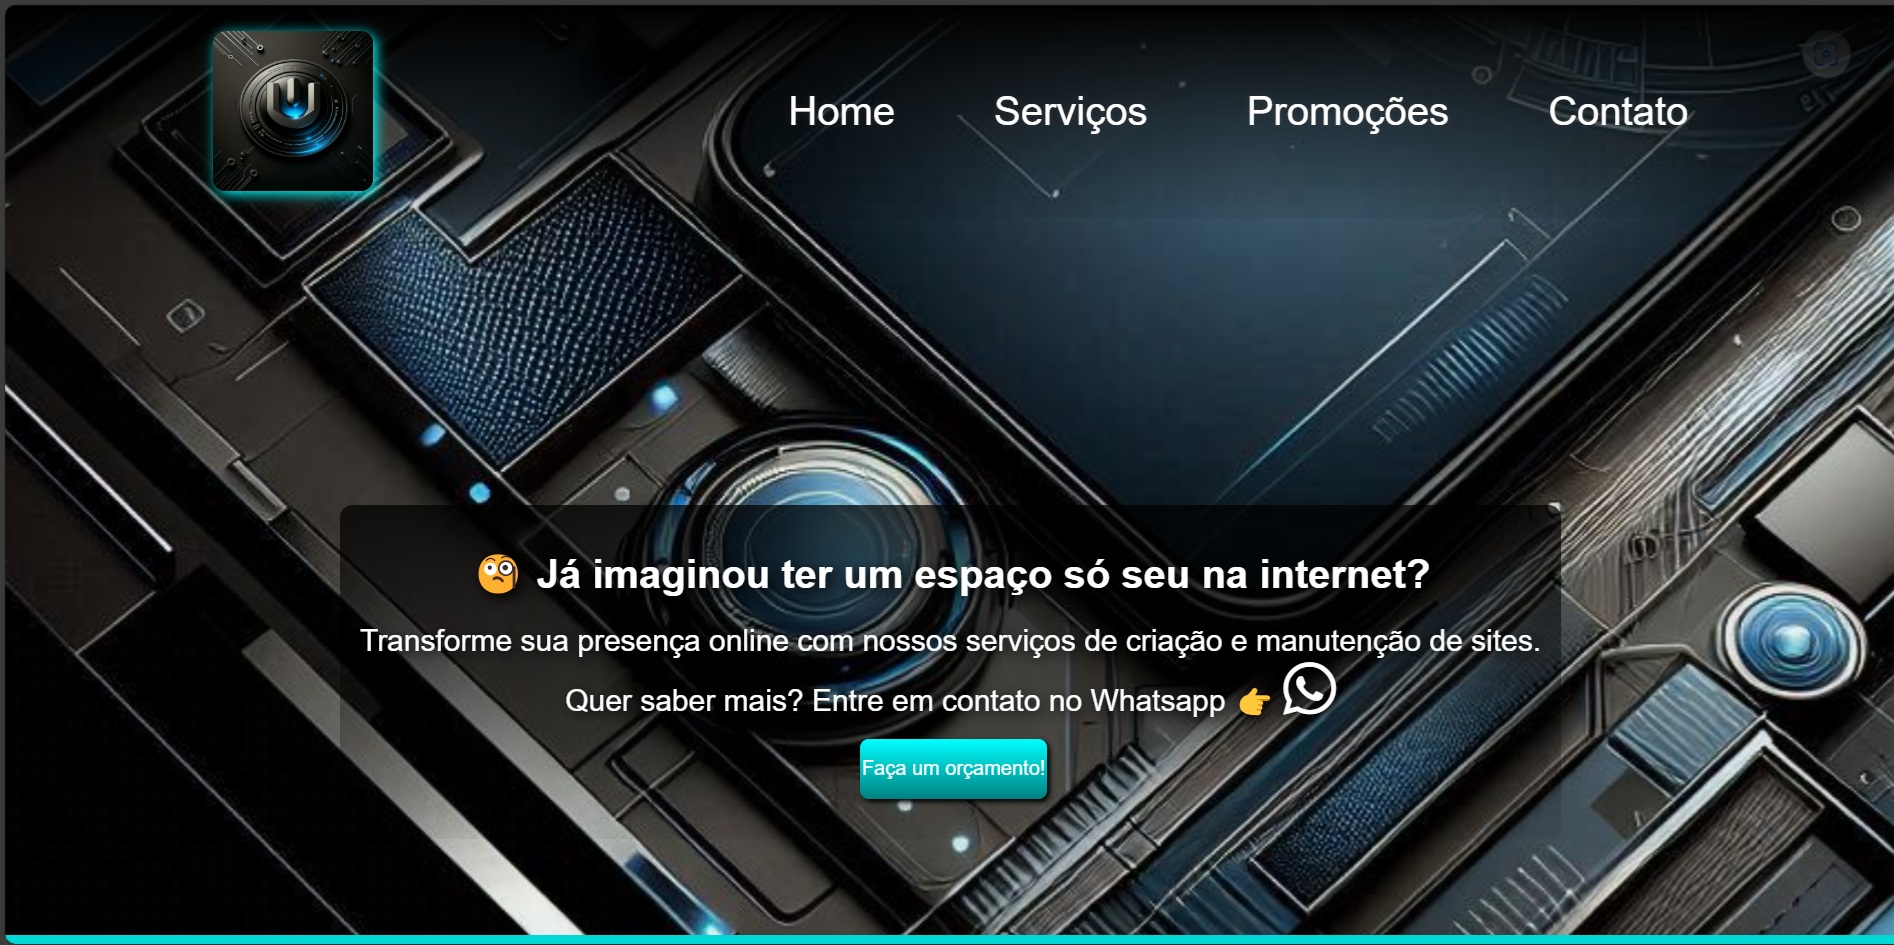 Home Serviços Promoções Contato
🧐 Já imaginou ter um espaço só seu na internet?
Transforme sua presença online com nossos serviços de criação e manutenção de sites.
Quer saber mais? Entre em contato no Whatsapp 👉
Faça um orçamento!